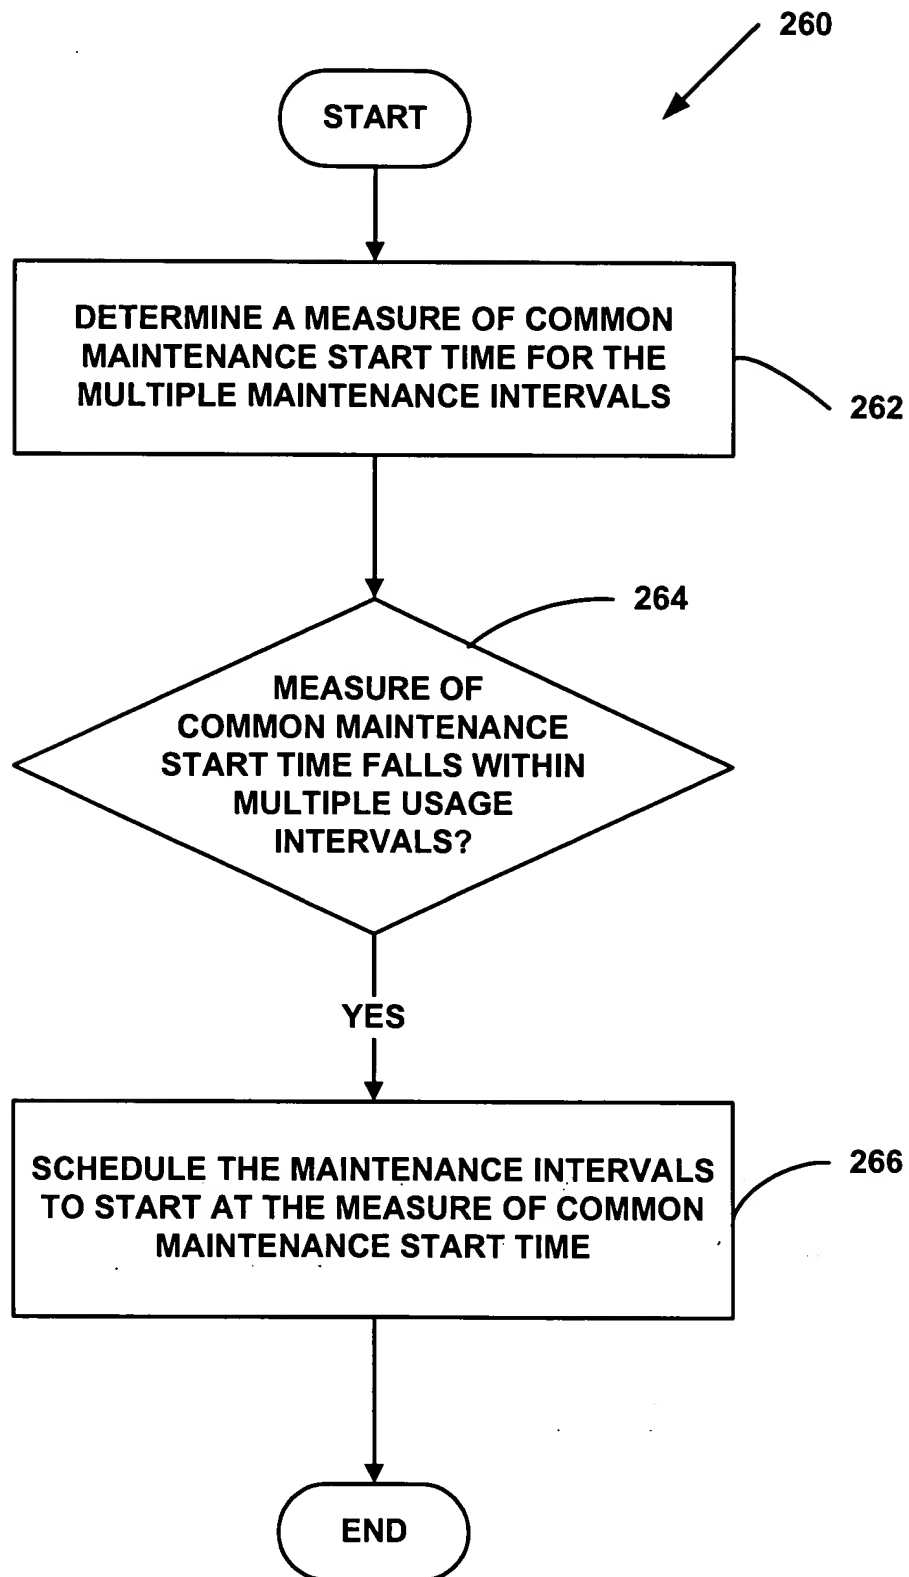 260
START
DETERMINE A MEASURE OF COMMON
MAINTENANCE START TIME FOR THE
MULTIPLE MAINTENANCE INTERVALS
262
264
MEASURE OF
COMMON MAINTENANCE
START TIME FALLS WITHIN
MULTIPLE USAGE
INTERVALS?
YES
SCHEDULE THE MAINTENANCE INTERVALS
TO START AT THE MEASURE OF COMMON
MAINTENANCE START TIME
266
END